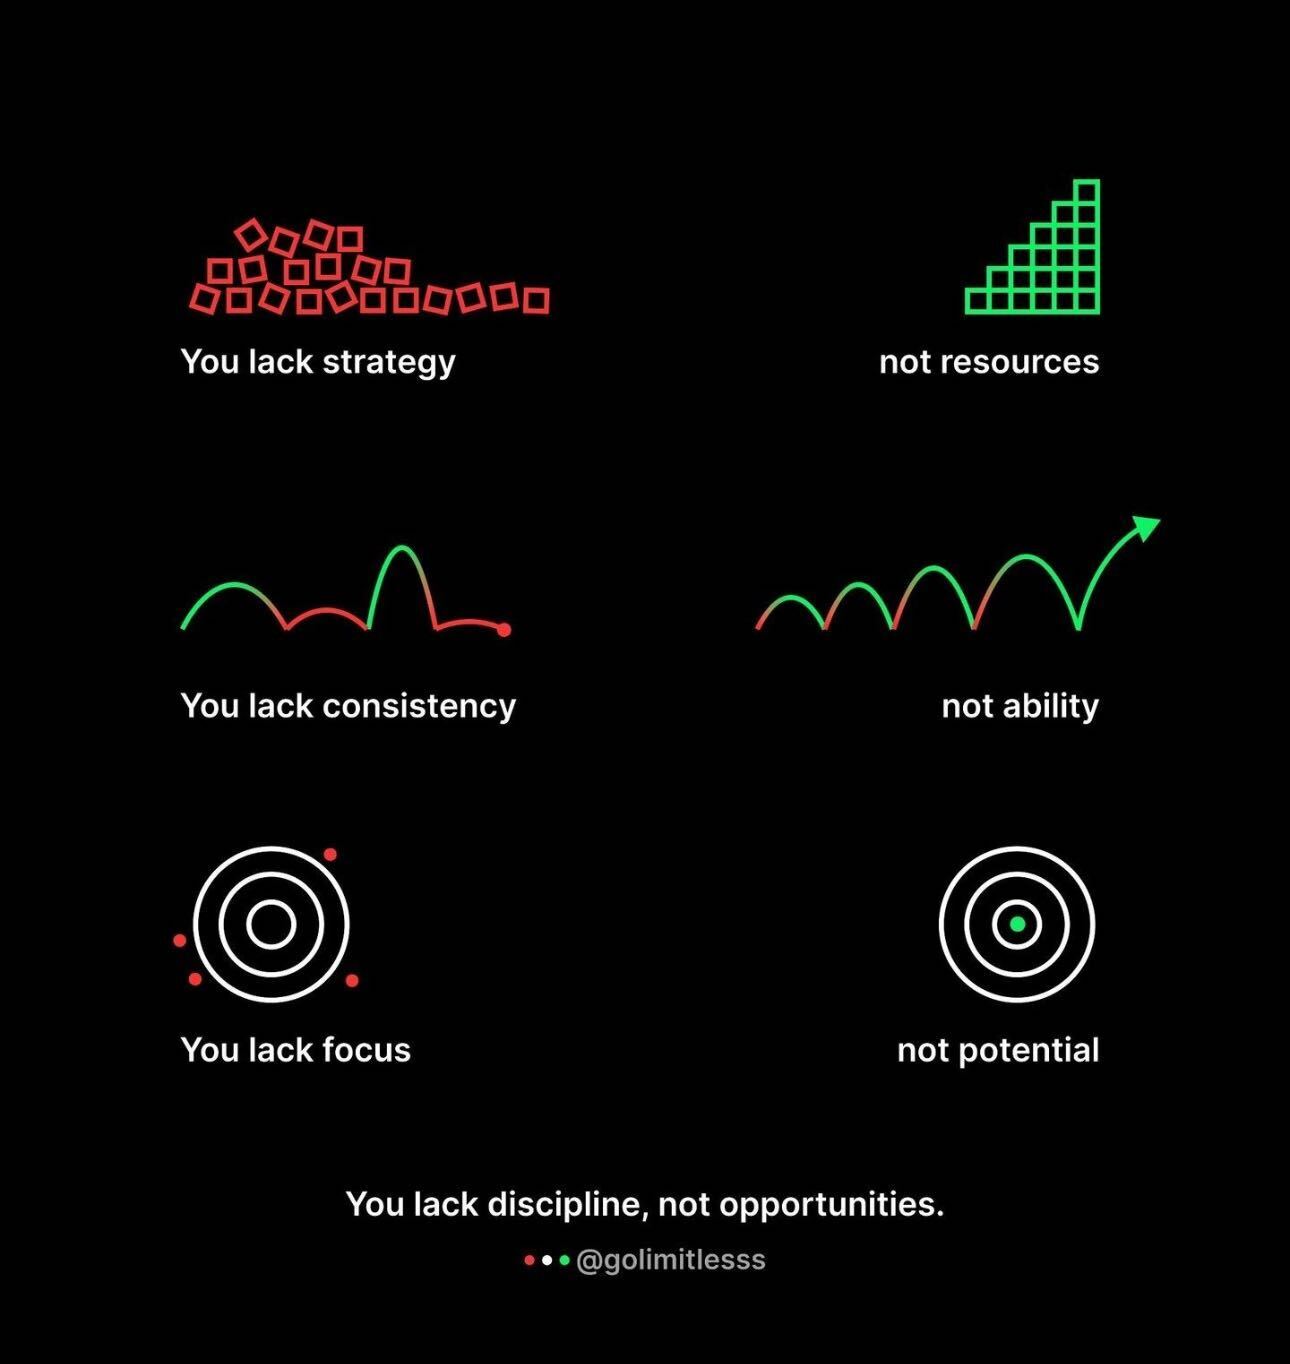 You lack strategy
not resources
You lack consistency
not ability
You lack focus
not potential
You lack discipline, not opportunities.
@golimitlesss